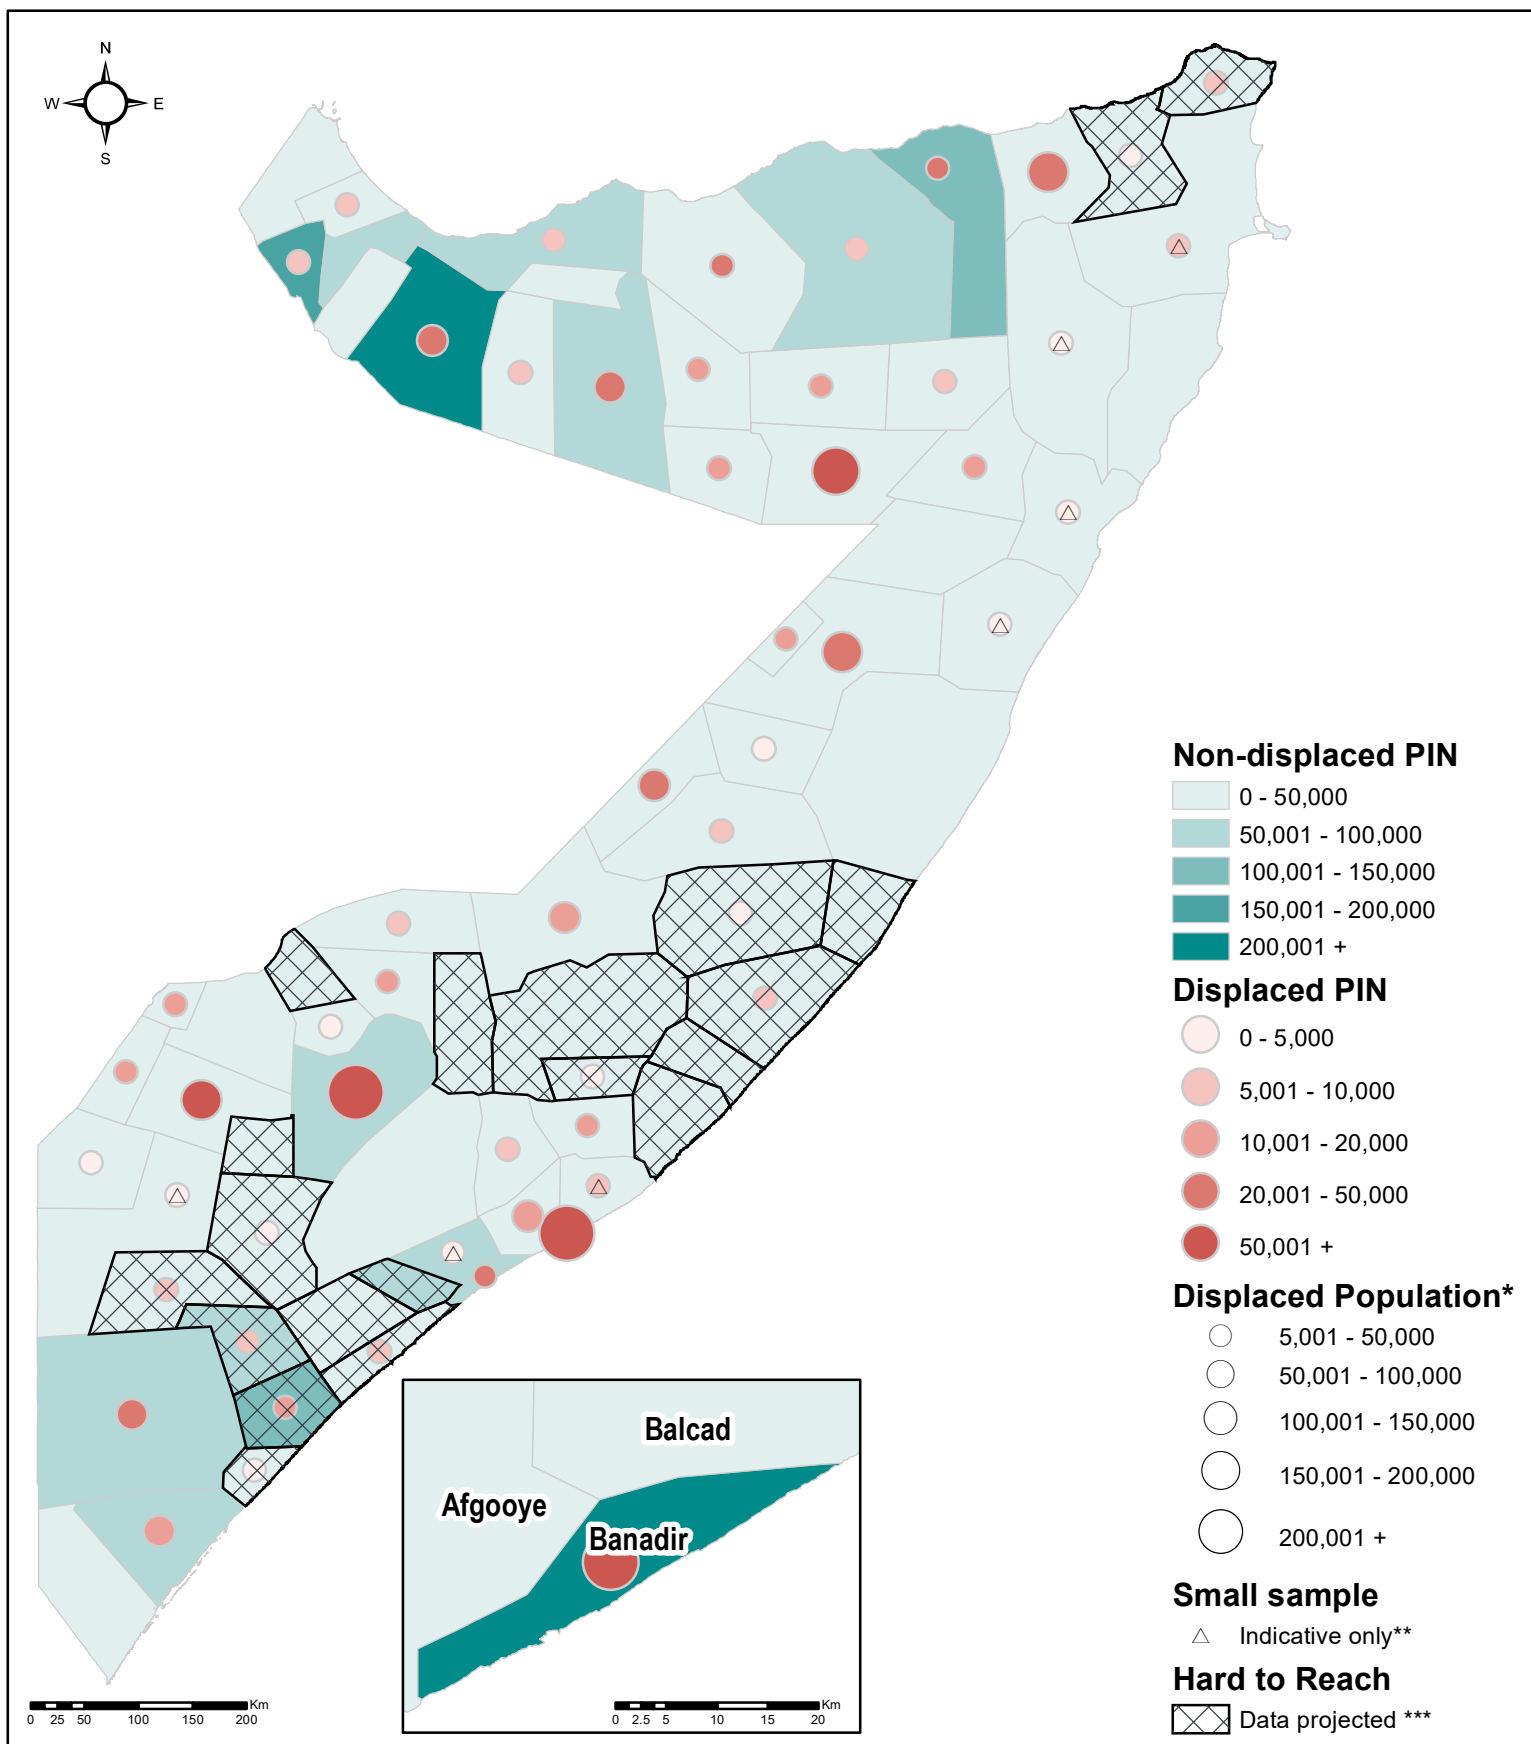 N
W E
S
Non-displaced PIN
0 - 50,000
50,001 - 100,000
100,001 - 150,000
150,001 - 200,000
200,001 +
Displaced PIN
0 - 5,000
5,001 - 10,000
10,001 - 20,000
20,001 - 50,000
50,001 +
Displaced Population*
5,001 - 50,000
50,001 - 100,000
100,001 - 150,000
150,001 - 200,000
200,001 +
Small sample
Indicative only**
Hard to Reach
Data projected ***
Balcad
Afgooye
Banadir
Km
0 25 50 100 150 200
Km
0 2.5 5 10 15 20